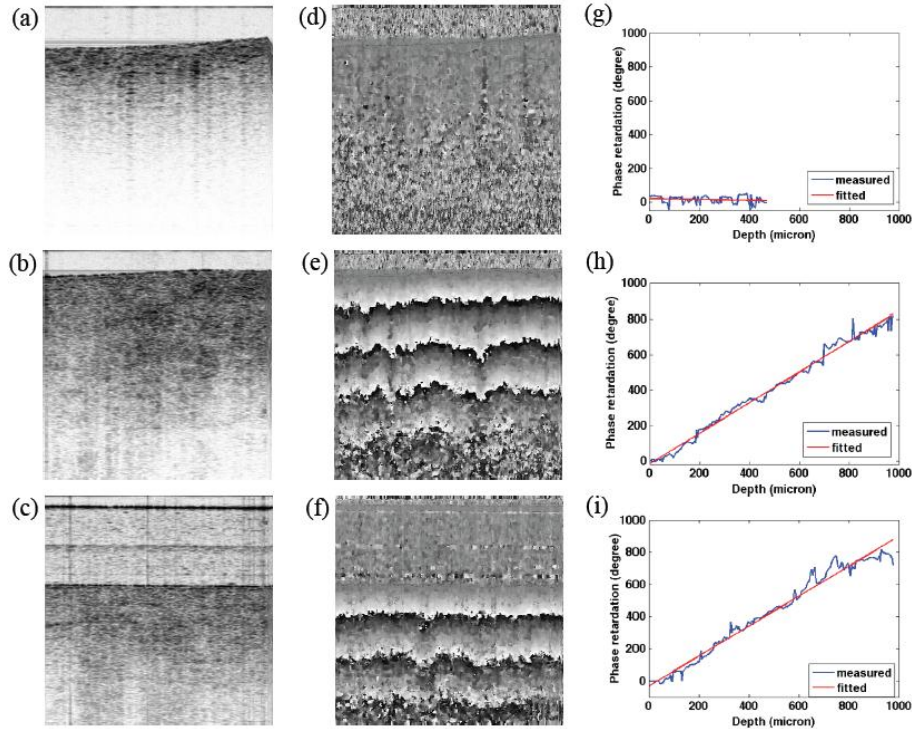 (a)
(d)
(g)
1000
800
600
400
200
0
Phase retardation (degree)
measured
fitted
0
200
400
600
800
1000
Depth (micron)
(b)
(e)
(h)
1000
800
600
400
200
0
Phase retardation (degree)
measured
fitted
0
200
400
600
800
1000
Depth (micron)
(c)
(f)
(i)
1000
800
600
400
200
0
Phase retardation (degree)
measured
fitted
0
200
400
600
800
1000
Depth (micron)